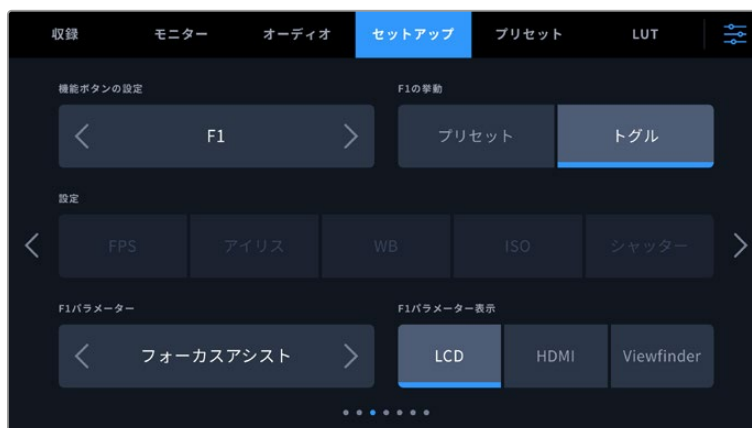 収録 モニター オーディオ セットアップ プリセット LUT
機能ボタンの設定 F1の挙動
F1 プリセット トグル
設定
FPS アイリス WB ISO シャッター
F1パラメーター F1パラメーター表示
フォーカスアシスト LCD HDMI Viewfinder